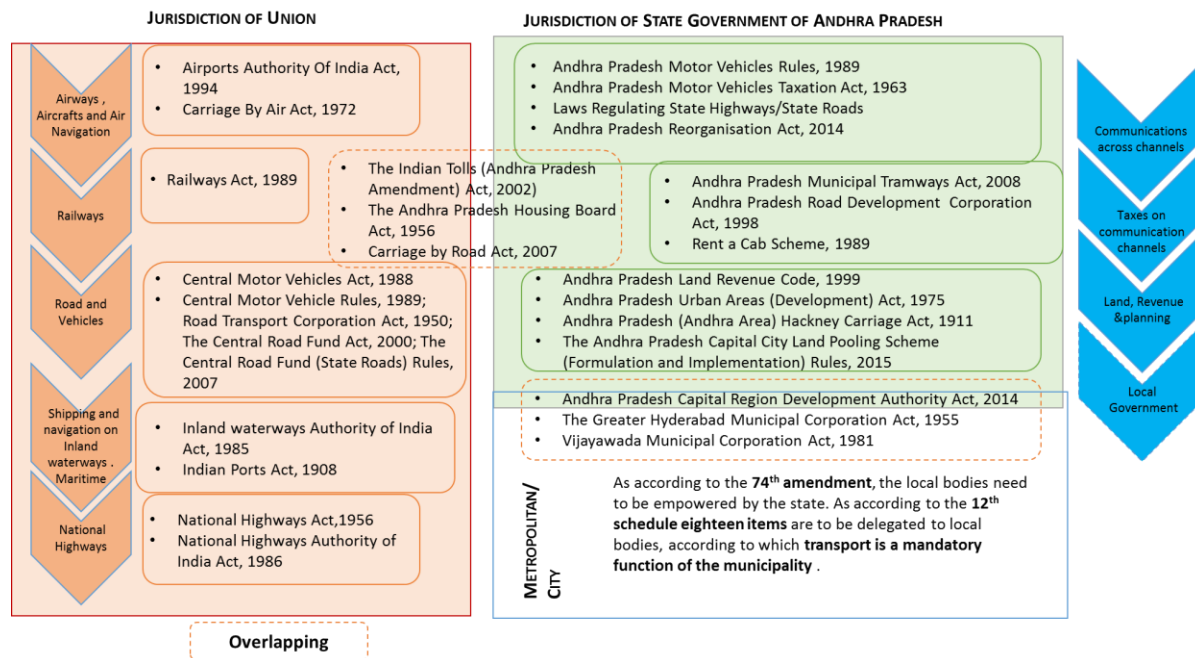 JURISDICTION OF UNION
Airways ,
Aircrafts and Air
Navigation
• Airports Authority Of India Act,
1994
• Carriage By Air Act, 1972
Railways
• Railways Act, 1989
• The Indian Tolls (Andhra Pradesh
Amendment) Act, 2002)
• The Andhra Pradesh Housing Board
Act, 1956
• Carriage by Road Act, 2007
Road and
Vehicles
• Central Motor Vehicles Act, 1988
• Central Motor Vehicle Rules, 1989;
Road Transport Corporation Act, 1950;
The Central Road Fund Act, 2000; The
Central Road Fund (State Roads) Rules,
2007
Shipping and
navigation on
Inland
waterways .
Maritime
• Inland waterways Authority of India
Act, 1985
• Indian Ports Act, 1908
National
Highways
• National Highways Act,1956
• National Highways Authority of
India Act, 1986
Overlapping
JURISDICTION OF STATE GOVERNMENT OF ANDHRA PRADESH
• Andhra Pradesh Motor Vehicles Rules, 1989
• Andhra Pradesh Motor Vehicles Taxation Act, 1963
• Laws Regulating State Highways/State Roads
• Andhra Pradesh Reorganisation Act, 2014
Communications
across channels
• Andhra Pradesh Municipal Tramways Act, 2008
• Andhra Pradesh Road Development Corporation
Act, 1998
• Rent a Cab Scheme, 1989
Taxes on
communication
channels
• Andhra Pradesh Land Revenue Code, 1999
• Andhra Pradesh Urban Areas (Development) Act, 1975
• Andhra Pradesh (Andhra Area) Hackney Carriage Act, 1911
• The Andhra Pradesh Capital City Land Pooling Scheme
(Formulation and Implementation) Rules, 2015
Land, Revenue
&planning
• Andhra Pradesh Capital Region Development Authority Act, 2014
• The Greater Hyderabad Municipal Corporation Act, 1955
• Vijayawada Municipal Corporation Act, 1981
Local
Government
METROPOLITAN/
CITY
As according to the 74th amendment, the local bodies need
to be empowered by the state. As according to the 12th
schedule eighteen items are to be delegated to local
bodies, according to which transport is a mandatory
function of the municipality .